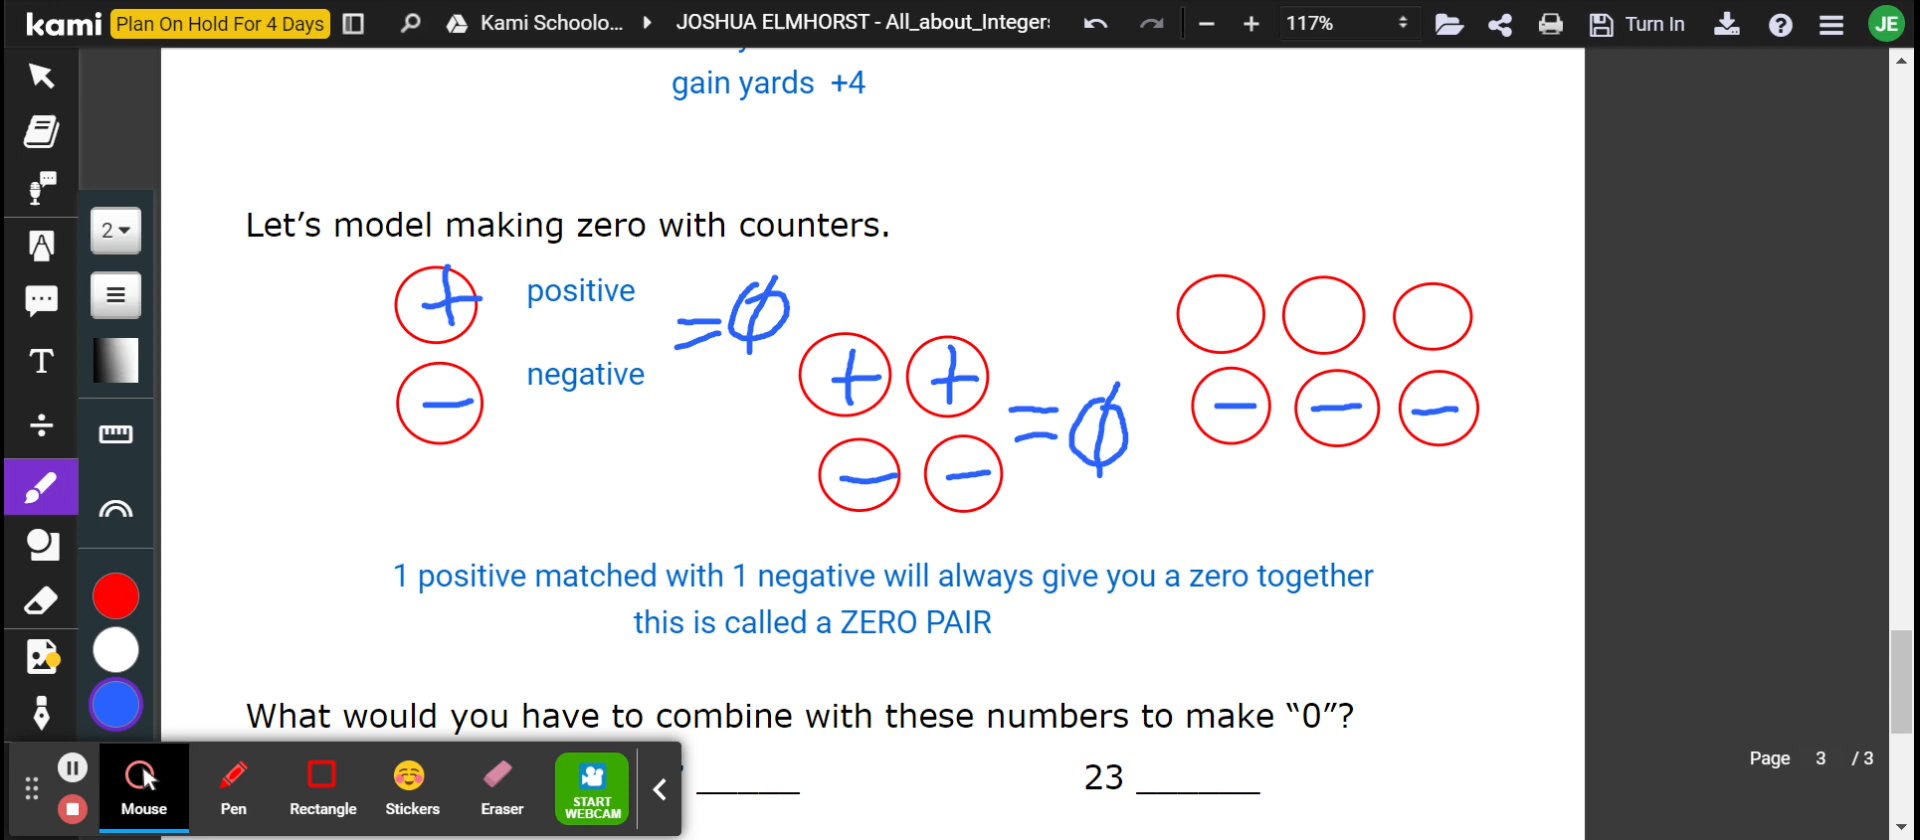 kami Plan On Hold For 4 Days Kami Schoolo... JOSHUA ELMHORST - All_about_Integer 117% Turn In JE
gain yards +4
2
Let's model making zero with counters.
+ positive =0
+ +
- negative =0 - - -
- -
1 positive matched with 1 negative will always give you a zero together
this is called a ZERO PAIR
What would you have to combine with these numbers to make “0”?
Page 3 / 3
23 _______
Mouse Pen Rectangle Stickers Eraser START WEBCAM